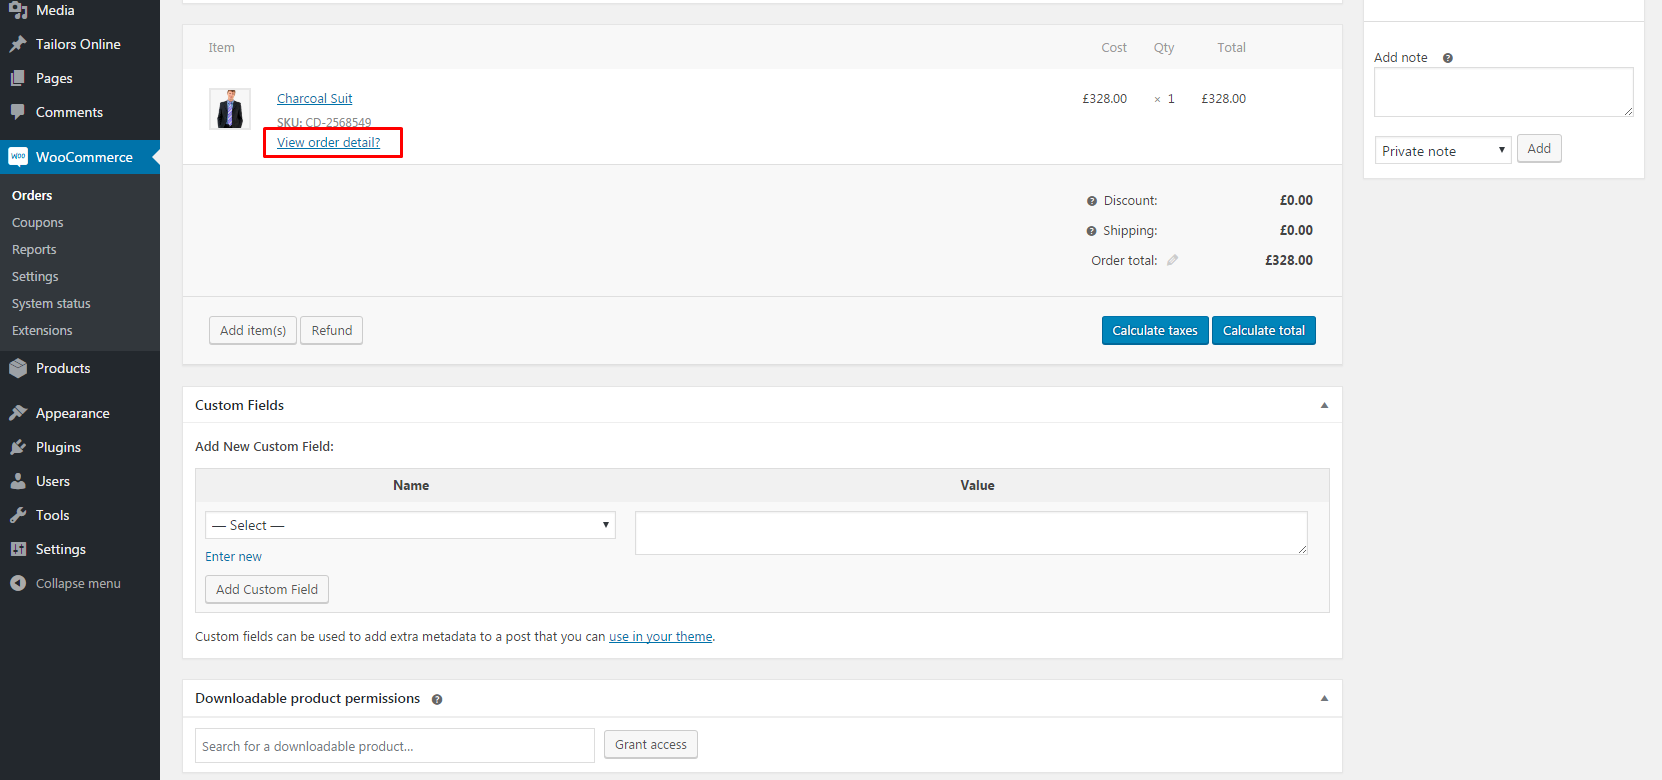 Media
Tailors Online
Pages
Comments
WooCommerce
Orders
Coupons
Reports
Settings
System status
Extensions
Products
Appearance
Plugins
Users
Tools
Settings
Collapse menu
Item Cost Qty Total
Charcoal Suit £328.00 × 1 £328.00
SKU: CD-2568549
View order detail?
Discount: £0.00
Shipping: £0.00
Order total: £328.00
Add item(s) Refund Calculate taxes Calculate total
Custom Fields
Add New Custom Field:
Name Value
— Select —
Enter new
Add Custom Field
Custom fields can be used to add extra metadata to a post that you can use in your theme.
Downloadable product permissions ?
Search for a downloadable product...
Grant access
Add note ?
Private note Add